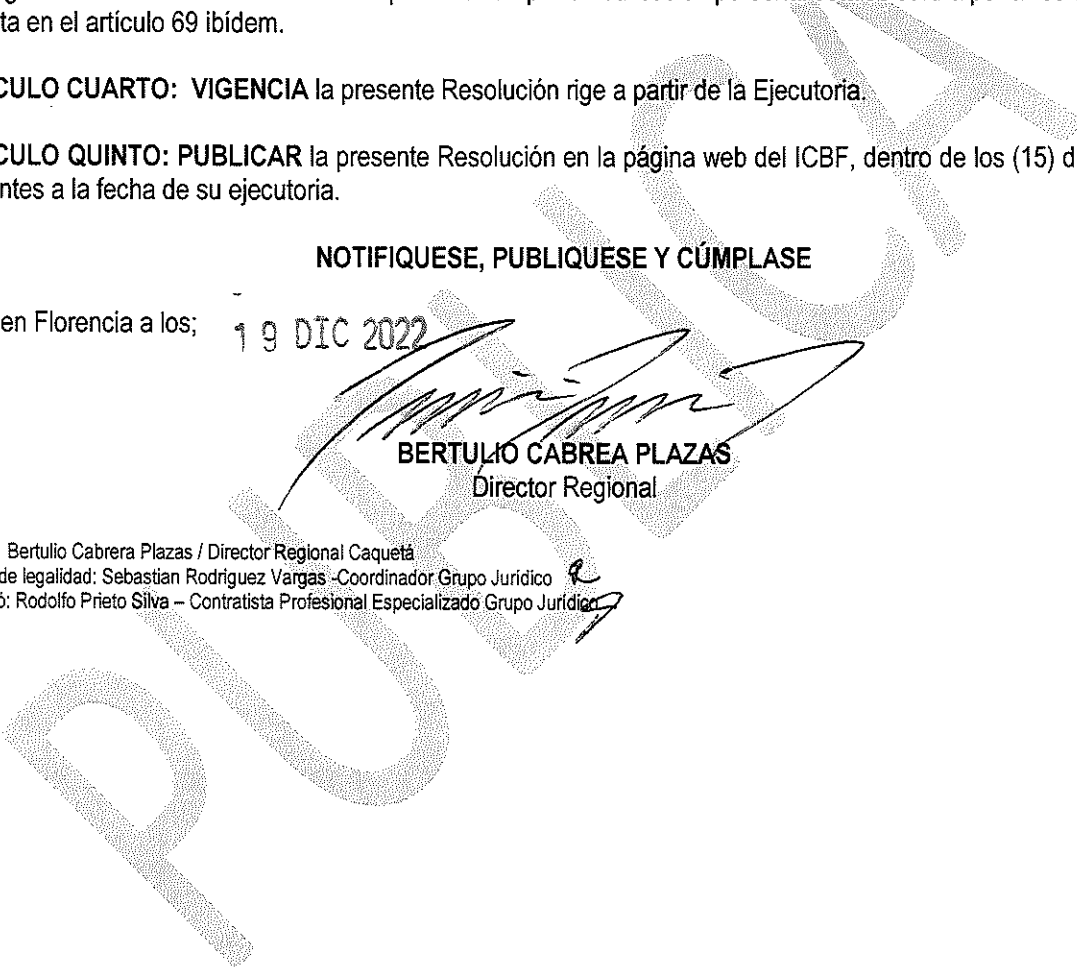 ta en el artículo 69 ibídem.
CULO CUARTO: VIGENCIA la presente Resolución rige a partir de la Ejecutoria.
CULO QUINTO: PUBLICAR la presente Resolución en la página web del ICBF, dentro de los (15) d
ntes a la fecha de su ejecutoria.
NOTIFIQUESE, PUBLIQUESE Y CÚMPLASE
en Florencia a los; 19 DIC 2022
BERTULIO CABREA PLAZAS
Director Regional
Bertulio Cabrera Plazas / Director Regional Caquetá
de legalidad: Sebastian Rodriguez Vargas -Coordinador Grupo Jurídico
ó: Rodolfo Prieto Silva – Contratista Profesional Especializado Grupo Jurídico
PUBLICA